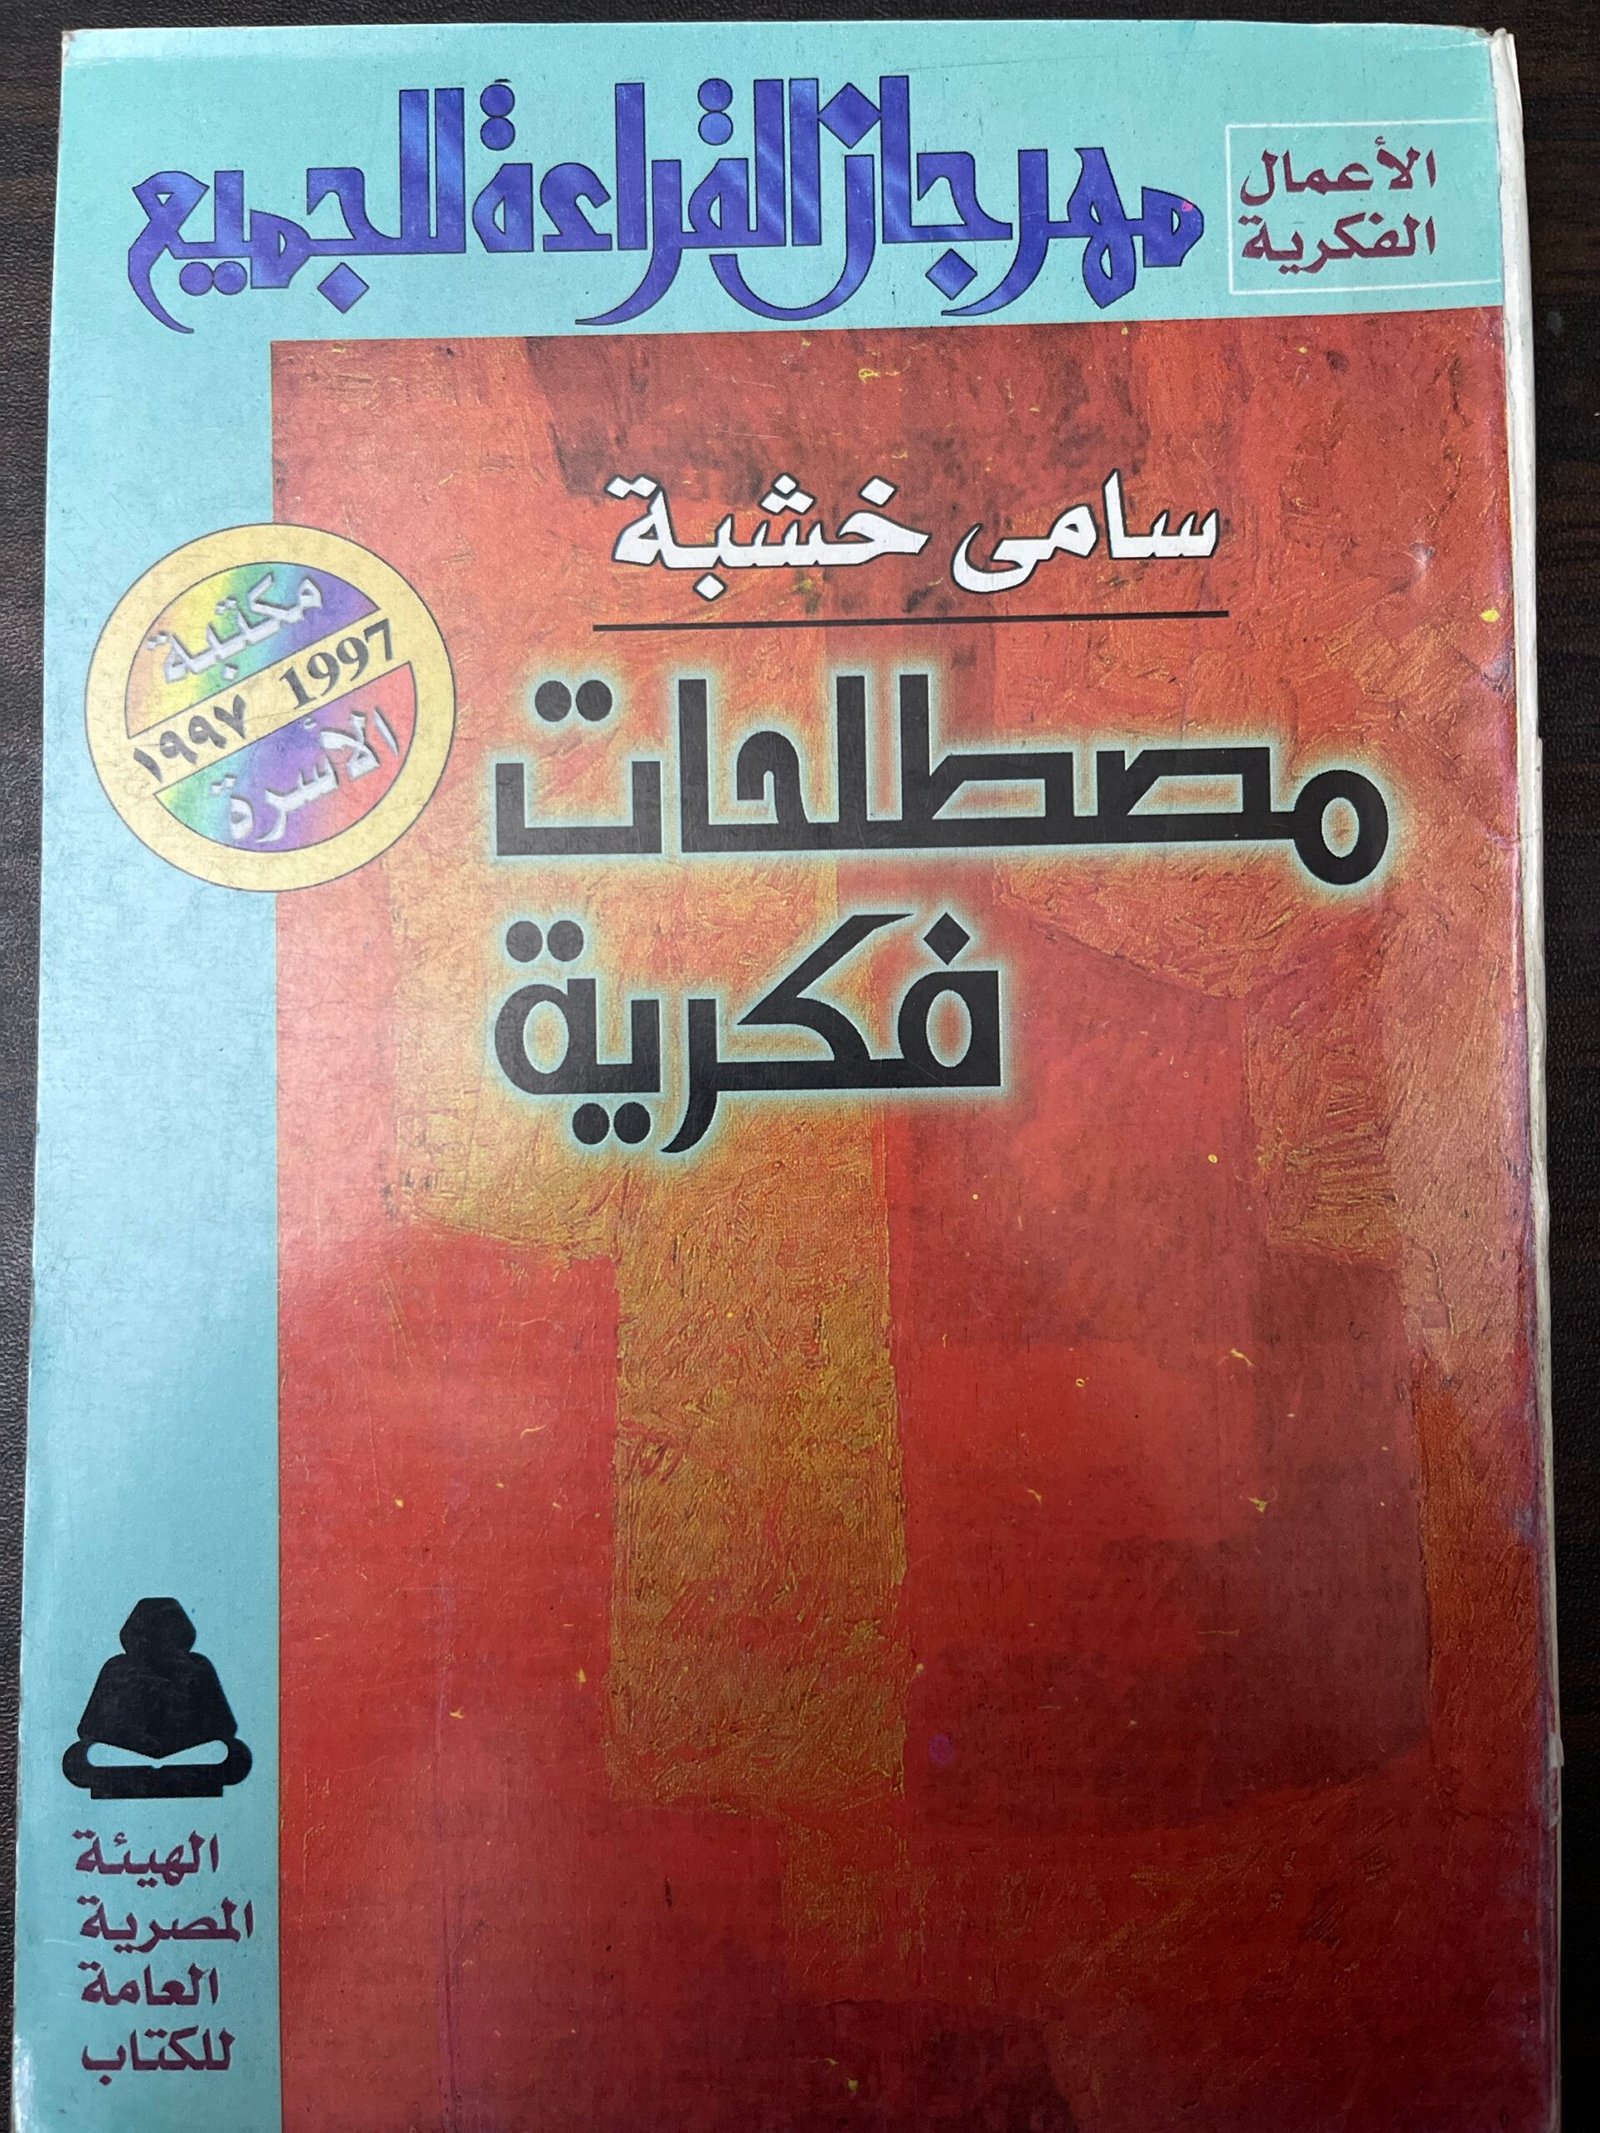 مهرجان القراءة للجميع
الأعمال
الفكرية
سامى خشبة
مصطلحات
فكرية
مكتبة
١٩٩٧ 1997
الأسرة
الهيئة
المصرية
العامة
للكتاب